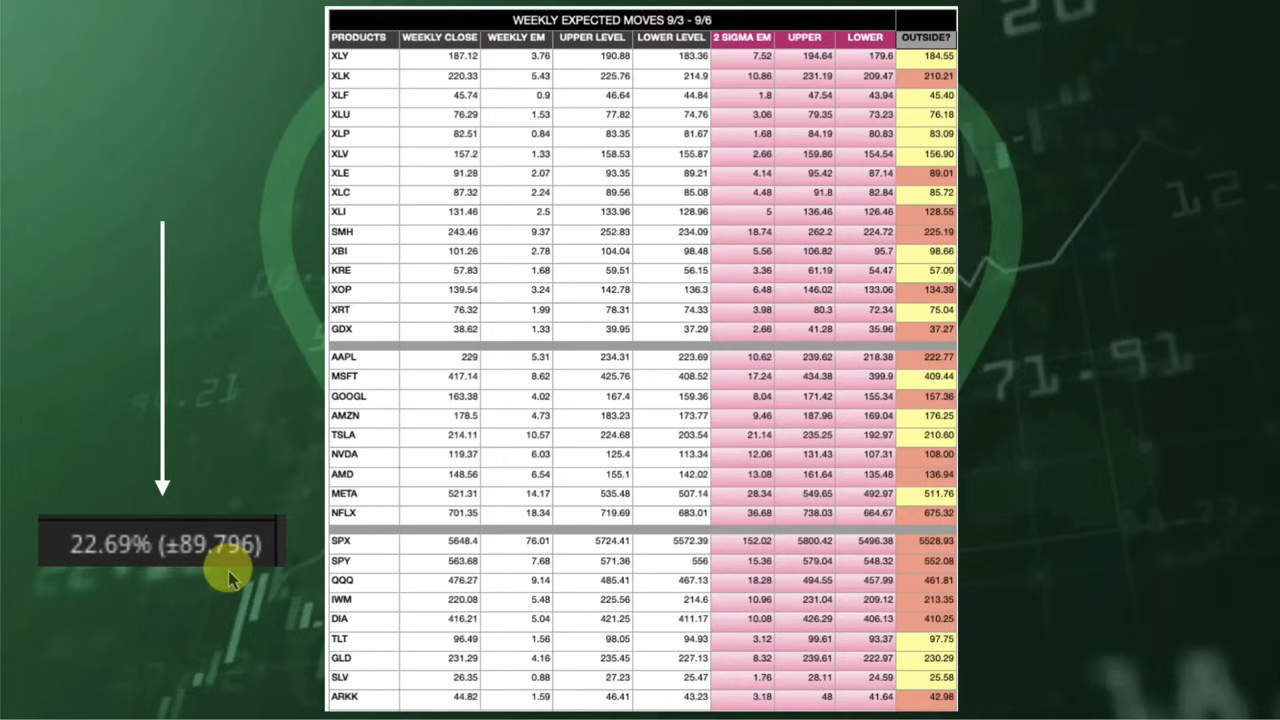 WEEKLY EXPECTED MOVES 9/3 - 9/6
PRODUCTS WEEKLY CLOSE WEEKLY EM UPPER LEVEL LOWER LEVEL 2 SIGMA EM UPPER LOWER OUTSIDE?
XLY 187.12 3.76 190.88 183.36 7.52 194.64 179.6 184.55
XLK 220.33 5.43 225.76 214.9 10.86 231.19 209.47 210.21
XLF 45.74 0.9 46.64 44.84 1.8 47.54 43.94 45.40
XLU 76.29 1.53 77.82 74.76 3.06 79.35 73.23 76.18
XLP 82.51 0.84 83.35 81.67 1.68 84.19 80.83 83.09
XLV 157.2 1.33 158.53 155.87 2.66 159.86 154.54 156.90
XLE 91.28 2.07 93.35 89.21 4.14 95.42 87.14 89.01
XLC 87.32 2.24 89.56 85.08 4.48 91.8 82.84 85.72
XLI 131.46 2.5 133.96 128.96 5 136.46 126.46 128.55
SMH 243.46 9.37 252.83 234.09 18.74 262.2 224.72 225.19
XBI 101.26 2.78 104.04 98.48 5.56 106.82 95.7 98.66
KRE 57.83 1.68 59.51 56.15 3.36 61.19 54.47 57.09
XOP 139.54 3.24 142.78 136.3 6.48 146.02 133.06 134.39
XRT 76.32 1.99 78.31 74.33 3.98 80.3 72.34 75.04
GDX 38.62 1.33 39.95 37.29 2.66 41.28 35.96 37.27
AAPL 229 5.31 234.31 223.69 10.62 239.62 218.38 222.77
MSFT 417.14 8.62 425.76 408.52 17.24 434.38 399.9 409.44
GOOGL 163.38 4.02 167.4 159.36 8.04 171.42 155.34 157.36
AMZN 178.5 4.73 183.23 173.77 9.46 187.96 169.04 176.25
TSLA 214.11 10.57 224.68 203.54 21.14 235.25 192.97 210.60
NVDA 119.37 6.03 125.4 113.34 12.06 131.43 107.31 108.00
AMD 148.56 6.54 155.1 142.02 13.08 161.64 135.48 136.94
META 521.31 14.17 535.48 507.14 28.34 549.65 492.97 511.76
NFLX 701.35 18.34 719.69 683.01 36.68 738.03 664.67 675.32
SPX 5648.4 76.01 5724.41 5572.39 152.02 5800.42 5496.38 5528.93
SPY 563.68 7.68 571.36 556 15.36 579.04 548.32 552.08
QQQ 476.27 9.14 485.41 467.13 18.28 494.55 457.99 461.81
IWM 220.08 5.48 225.56 214.6 10.96 231.04 209.12 213.35
DIA 416.21 5.04 421.25 411.17 10.08 426.29 406.13 410.25
TLT 96.49 1.56 98.05 94.93 3.12 99.61 93.37 97.75
GLD 231.29 4.16 235.45 227.13 8.32 239.61 222.97 230.29
SLV 26.35 0.88 27.23 25.47 1.76 28.11 24.59 25.58
ARKK 44.82 1.59 46.41 43.23 3.18 48 41.64 42.98
22.69% (±89.796)
20
12
71.91
94.21